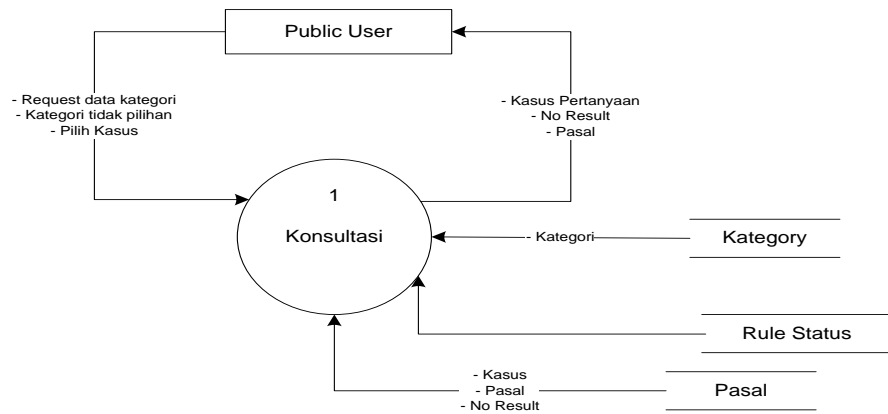 Public User
- Request data kategori
- Kategori tidak pilihan
- Pilih Kasus
- Kasus Pertanyaan
- No Result
- Pasal
1
Konsultasi
- Kategori
Kategory
Rule Status
- Kasus
- Pasal
- No Result
Pasal